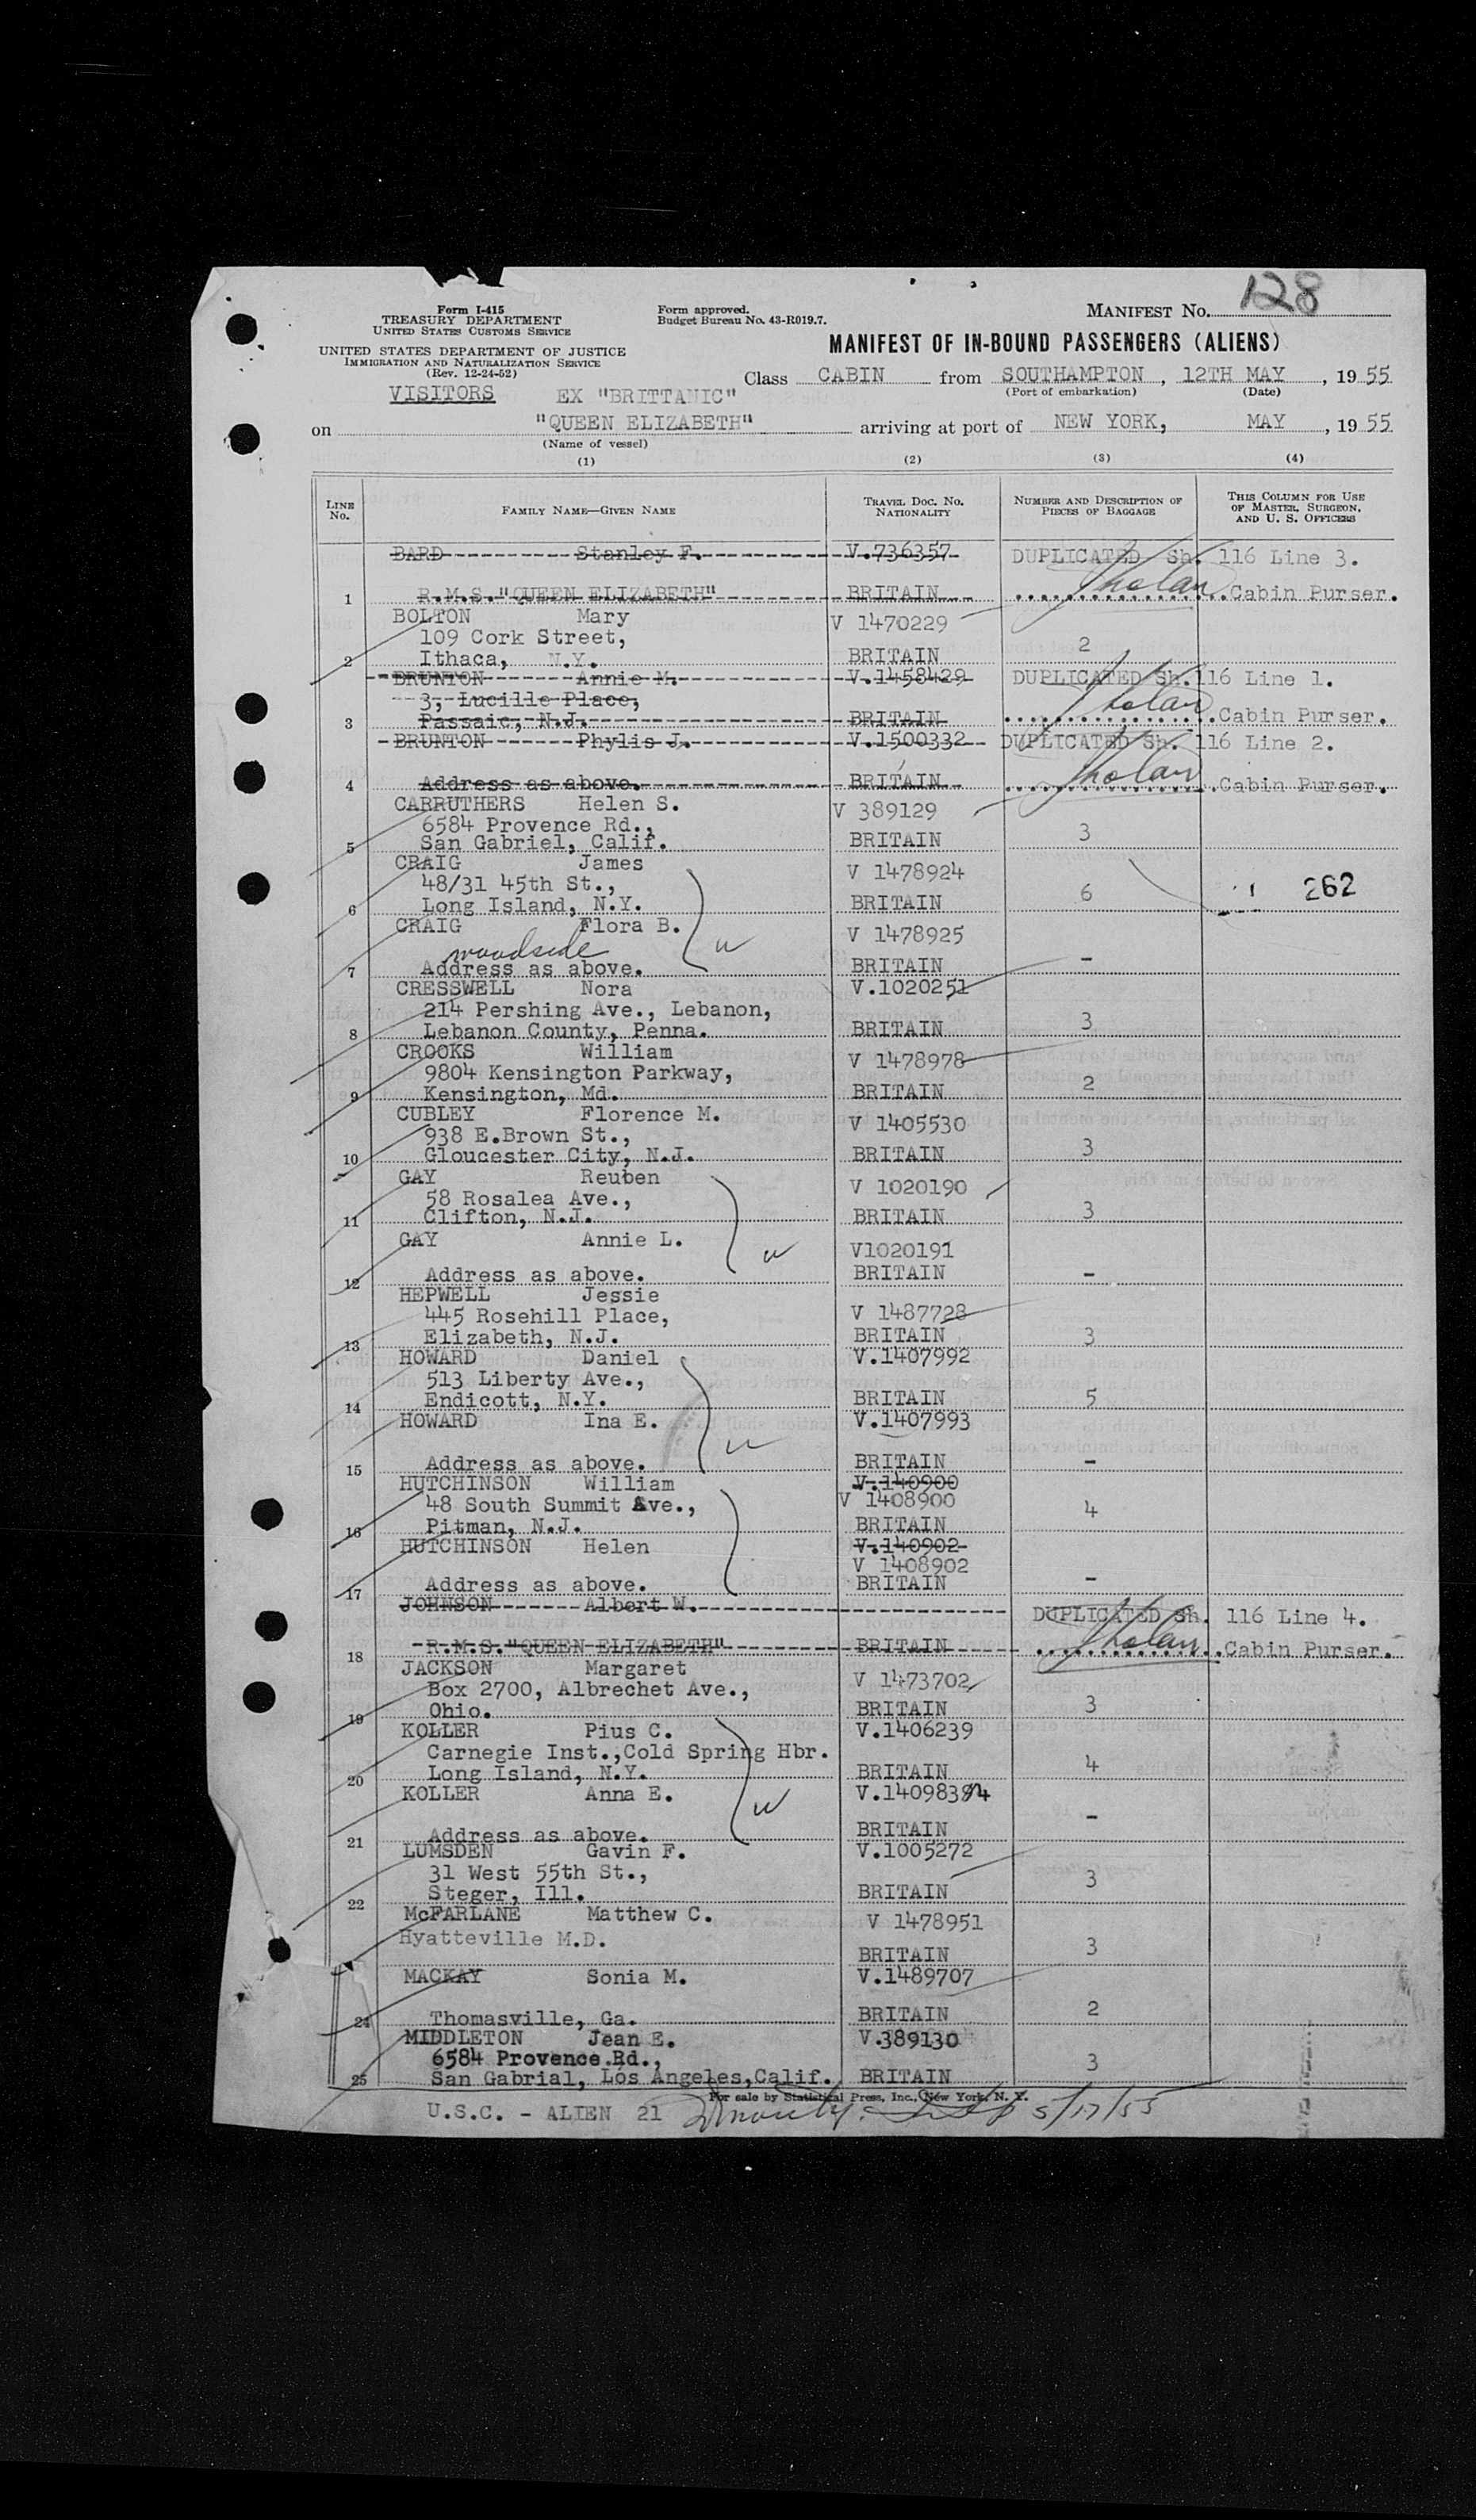 128
Form I-415
TREASURY DEPARTMENT
UNITED STATES CUSTOMS SERVICE
Form approved.
Budget Bureau No. 43-R019.7.
MANIFEST No.
UNITED STATES DEPARTMENT OF JUSTICE
IMMIGRATION AND NATURALIZATION SERVICE
(Rev. 12-24-52)
MANIFEST OF IN-BOUND PASSENGERS (ALIENS)
VISITORS EX "BRITTANIC"
Class CABIN from SOUTHAMPTON, 12TH MAY, 1955
(Port of embarkation) (Date)
on "QUEEN ELIZABETH" arriving at port of NEW YORK, MAY, 1955
(Name of vessel)
(1) (2) (3) (4)
LINE No. FAMILY NAME—GIVEN NAME TRAVEL DOC. No. NATIONALITY NUMBER AND DESCRIPTION OF PIECES OF BAGGAGE THIS COLUMN FOR USE OF MASTER, SURGEON, AND U. S. OFFICERS
BARD Stanley F. V.736357 DUPLICATED Sh. 116 Line 3.
1 R.M.S."QUEEN ELIZABETH" BRITAIN Cabin Purser.
BOLTON Mary V 1470229
109 Cork Street,
2 Ithaca, N.Y. BRITAIN 2
BRUNTON Annie M. V.1458429 DUPLICATED Sh.116 Line 1.
3, Lucille Place,
3 Passaic, N.J. BRITAIN Cabin Purser.
BRUNTON Phylis J. V.1500332 DUPLICATED Sh. 116 Line 2.
4 Address as above. BRITAIN Cabin Purser.
CARRUTHERS Helen S. V 389129
6584 Provence Rd.,
5 San Gabriel, Calif. BRITAIN 3
CRAIG James V 1478924
48/31 45th St.,
6 Long Island, N.Y. BRITAIN 6 262
CRAIG Flora B. V 1478925
woodside
7 Address as above. BRITAIN -
CRESSWELL Nora V.1020251
214 Pershing Ave., Lebanon,
8 Lebanon County, Penna. BRITAIN 3
CROOKS William V 1478978
9804 Kensington Parkway,
9 Kensington, Md. BRITAIN 2
CUBLEY Florence M. V 1405530
938 E.Brown St.,
10 Gloucester City, N.J. BRITAIN 3
GAY Reuben V 1020190
58 Rosalea Ave.,
11 Clifton, N.J. BRITAIN 3
GAY Annie L. V1020191
12 Address as above. BRITAIN -
HEPWELL Jessie V 1487728
445 Rosehill Place,
13 Elizabeth, N.J. BRITAIN 3
HOWARD Daniel V.1407992
513 Liberty Ave.,
14 Endicott, N.Y. BRITAIN 5
HOWARD Ina E. V.1407993
15 Address as above. BRITAIN -
HUTCHINSON William V.140900
48 South Summit Ave., V 1408900
16 Pitman, N.J. BRITAIN 4
HUTCHINSON Helen V.140902
V 1408902
17 Address as above. BRITAIN -
JOHNSON Albert W. DUPLICATED Sh. 116 Line 4.
18 R.M.S."QUEEN ELIZABETH" BRITAIN Cabin Purser.
JACKSON Margaret V 1473702
Box 2700, Albrechet Ave.,
19 Ohio. BRITAIN 3
KOLLER Pius C. V.1406239
Carnegie Inst.,Cold Spring Hbr.
20 Long Island, N.Y. BRITAIN 4
KOLLER Anna E.
21 Address as above. BRITAIN -
LUMSDEN Gavin F. V.1005272
31 West 55th St.,
22 Steger, Ill. BRITAIN 3
McFARLANE Matthew C. V 1478951
Hyatteville M.D.
BRITAIN 3
MACKAY Sonia M. V.1489707
24 Thomasville, Ga. BRITAIN 2
MIDDLETON Jean E. V.389130
6584 Provence Rd.,
25 San Gabrial, Los Angeles,Calif. BRITAIN 3
For sale by Statistical Press, Inc., New York, N. Y.
U.S.C. - ALIEN 21 5/17/55